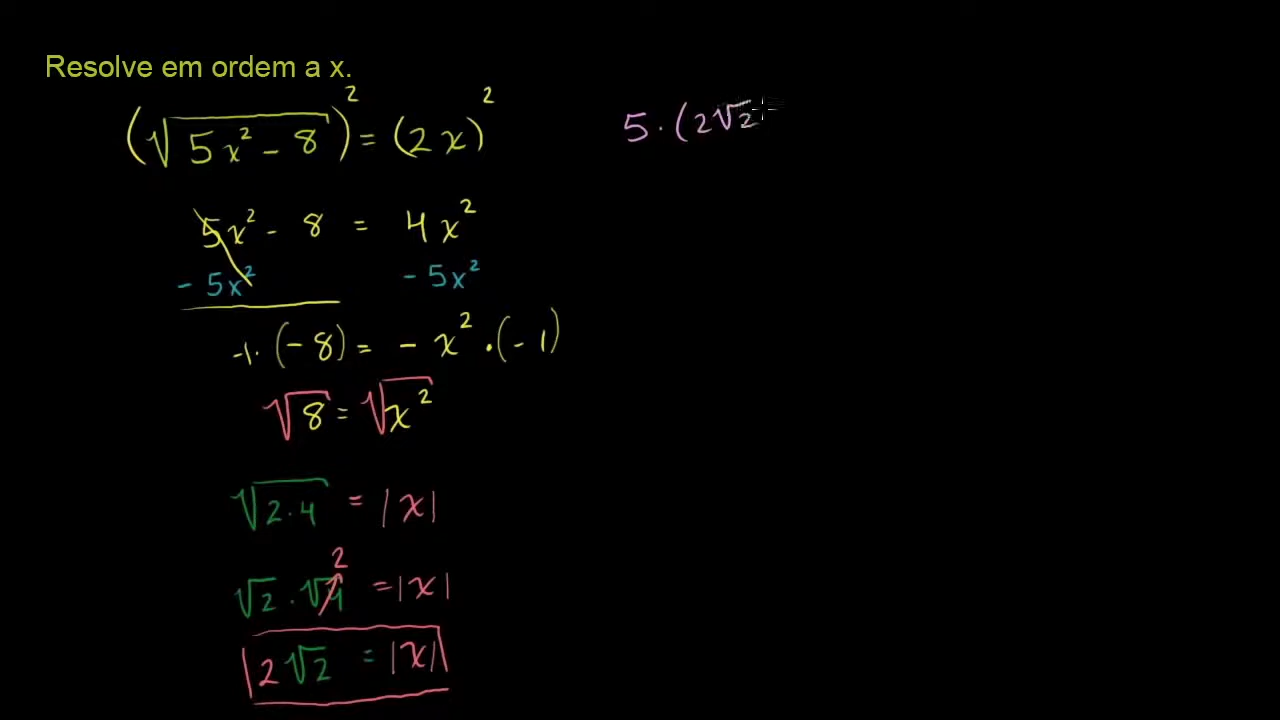 Resolve em ordem a x.
(√(5x² - 8))² = (2x)²
5x² - 8 = 4x²
- 5x² - 5x²
-1 · (-8) = - x² · (-1)
√8 = √x²
√(2·4) = |x|
√2 · √4 2 = |x|
2√2 = |x|
5 · (2√2